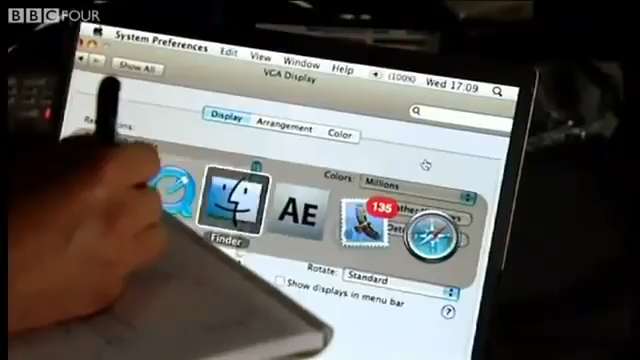 BBC FOUR
System Preferences Edit View Window Help (100%) Wed 17:09
Show All
VGA Display
Display Arrangement Color
Colors: Millions
AE
135
Finder
Rotate: Standard
Show displays in menu bar
?